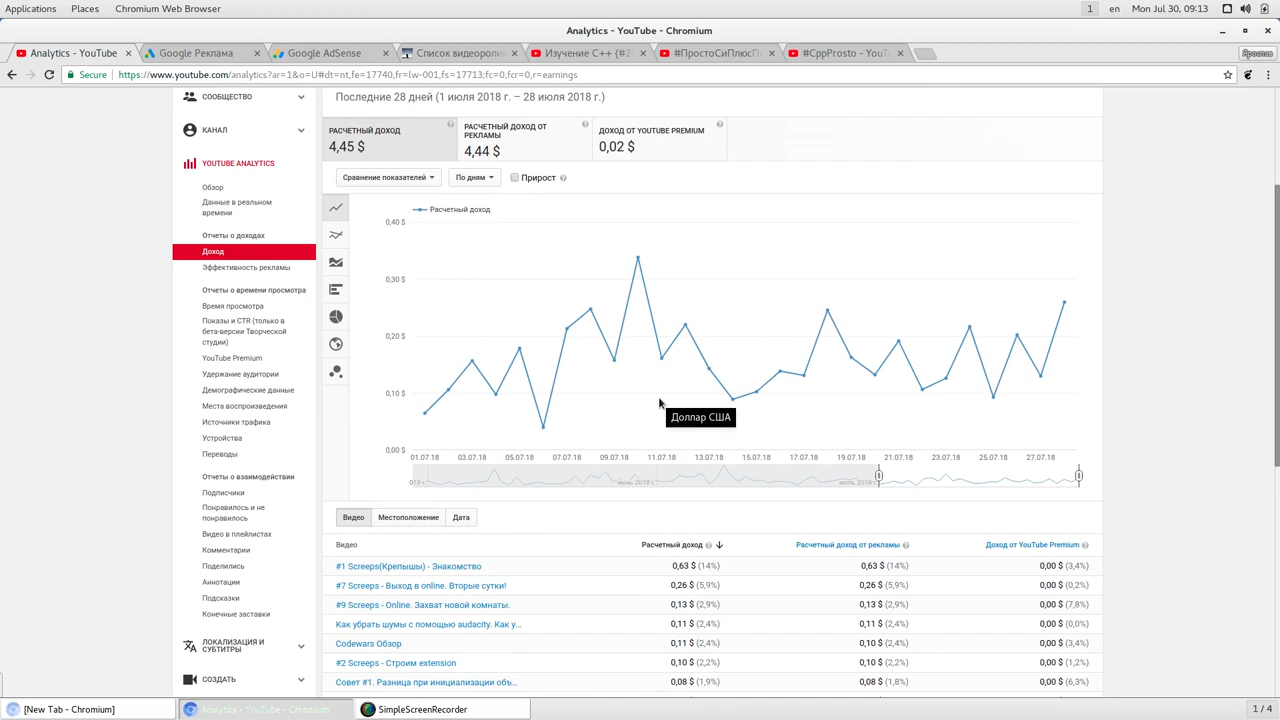 Applications Places Chromium Web Browser 1 en Mon Jul 30, 09:13
Analytics - YouTube - Chromium
Analytics - YouTube × Google Реклама × Google AdSense × Список видероли × Изучение C++ (#2 × #ПростоСиПлюсПл × #CppProsto - YouT ×
Secure https://www.youtube.com/analytics?ar=1&o=U#dt=nt,fe=17740,fr=lw-001,fs=17713;fc=0,fcr=0,r=earnings
СООБЩЕСТВО
КАНАЛ
YOUTUBE ANALYTICS
Обзор
Данные в реальном
времени
Отчеты о доходах
Доход
Эффективность рекламы
Отчеты о времени просмотра
Время просмотра
Показы и CTR (только в
бета-версии Творческой
студии)
YouTube Premium
Удержание аудитории
Демографические данные
Места воспроизведения
Источники трафика
Устройства
Переводы
Отчеты о взаимодействии
Подписчики
Понравилось и не
понравилось
Видео в плейлистах
Комментарии
Поделились
Аннотации
Подсказки
Конечные заставки
ЛОКАЛИЗАЦИЯ И
СУБТИТРЫ
СОЗДАТЬ
Последние 28 дней (1 июля 2018 г. – 28 июля 2018 г.)
РАСЧЕТНЫЙ ДОХОД
4,45 $
РАСЧЕТНЫЙ ДОХОД ОТ
РЕКЛАМЫ
4,44 $
ДОХОД ОТ YOUTUBE PREMIUM
0,02 $
Сравнение показателей По дням Прирост
Расчетный доход
0,40 $
0,30 $
0,20 $
0,10 $
0,00 $
Доллар США
01.07.18 03.07.18 05.07.18 07.07.18 09.07.18 11.07.18 13.07.18 15.07.18 17.07.18 19.07.18 21.07.18 23.07.18 25.07.18 27.07.18
018 г. июнь 2018 г. июль 2018 г.
Видео Местоположение Дата
Видео Расчетный доход Расчетный доход от рекламы Доход от YouTube Premium
#1 Screeps(Крепышы) - Знакомство 0,63 $ (14%) 0,63 $ (14%) 0,00 $ (3,4%)
#7 Screeps - Выход в online. Вторые сутки! 0,26 $ (5,9%) 0,26 $ (5,9%) 0,00 $ (0,2%)
#9 Screeps - Online. Захват новой комнаты. 0,13 $ (2,9%) 0,13 $ (2,9%) 0,00 $ (7,8%)
Как убрать шумы с помощью audacity. Как у... 0,11 $ (2,4%) 0,11 $ (2,4%) 0,00 $ (0,0%)
Codewars Обзор 0,11 $ (2,4%) 0,10 $ (2,4%) 0,00 $ (3,4%)
#2 Screeps - Строим extension 0,10 $ (2,2%) 0,10 $ (2,2%) 0,00 $ (1,2%)
Совет #1. Разница при инициализации объ... 0,08 $ (1,9%) 0,08 $ (1,8%) 0,00 $ (6,3%)
[New Tab - Chromium] Analytics - YouTube - Chromium SimpleScreenRecorder 1 / 4